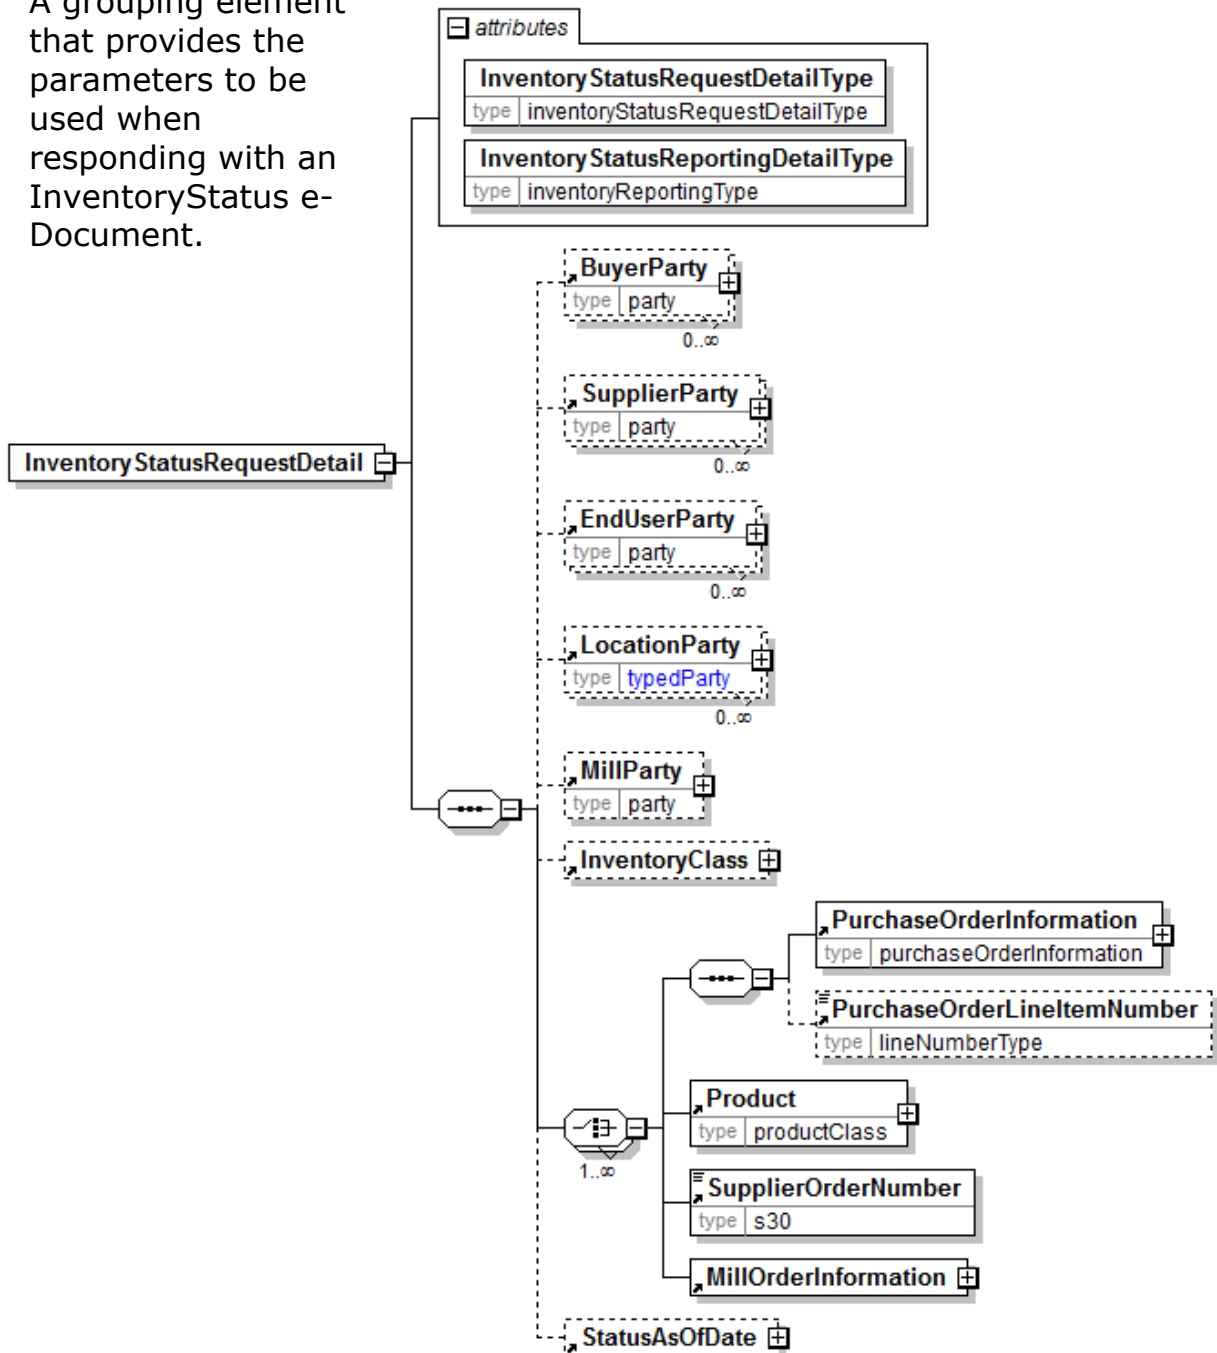 A grouping element
that provides the
parameters to be
used when
responding with an
InventoryStatus e-
Document.
attributes
InventoryStatusRequestDetailType
type inventoryStatusRequestDetailType
InventoryStatusReportingDetailType
type inventoryReportingType
BuyerParty
type party
0..∞
SupplierParty
type party
0..∞
InventoryStatusRequestDetail
EndUserParty
type party
0..∞
LocationParty
type typedParty
0..∞
MillParty
type party
InventoryClass
PurchaseOrderInformation
type purchaseOrderInformation
PurchaseOrderLineItemNumber
type lineNumberType
Product
type productClass
1..∞
SupplierOrderNumber
type s30
MillOrderInformation
StatusAsOfDate